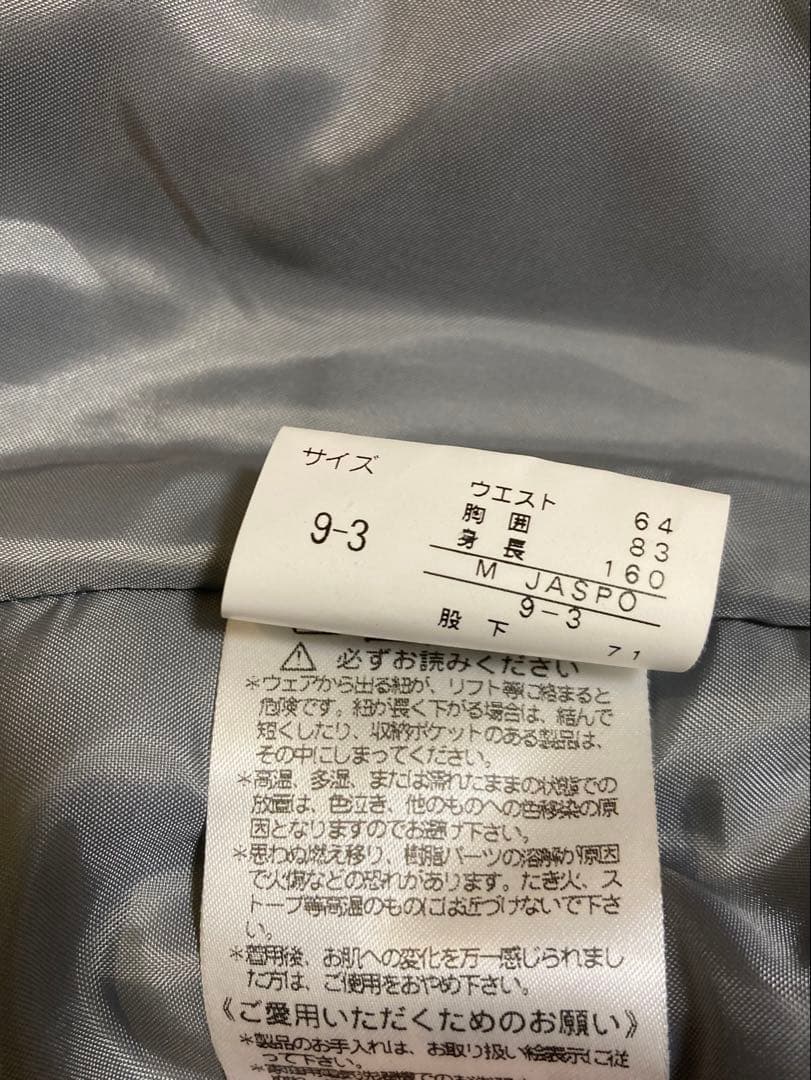 サイズ
9-3
ウエスト 64
胸囲 83
身長 160
M JASPO
9-3
股下 71
必ずお読みください
*ウェアから出る紐が、リフト等に絡まると
危険です。紐が長く下がる場合は、結んで
短くしたり、収納ポケットのある製品は、
その中にしまってください。
*高温、多湿、または濡れたままの状態での
放置は、色泣き、他のものへの色移染の原
因となりますのでお避け下さい。
*思わぬ燃え移り、樹脂パーツの溶解が原因
で火傷などの恐れがあります。たき火、ス
トーブ等高温のものにはお近づけないで下さ
い。
*着用後、お肌への変化を万一感じられまし
た方は、ご使用をおやめ下さい。
《ご愛用いただくためのお願い》
*製品のお手入れは、お取り扱い絵表示に従
って下さい。